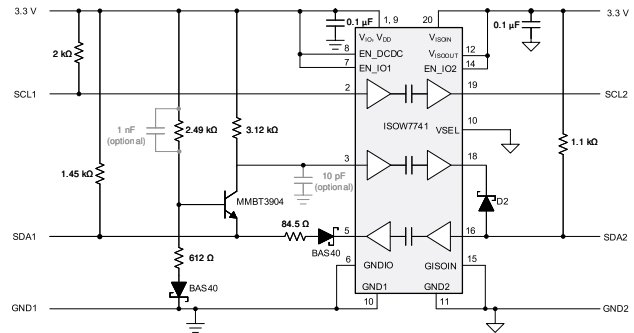 3.3 V
0.1 µF
1, 9
20
0.1 µF
3.3 V
VIO, VDD
VISOIN
8
EN_DCDC
VISOOUT
12
7
EN_IO1
EN_IO2
14
2 kΩ
SCL1
2
19
SCL2
ISOW7741
10
VSEL
1 nF
(optional)
2.49 kΩ
3.12 kΩ
1.1 kΩ
3
18
10 pF
(optional)
1.45 kΩ
MMBT3904
D2
84.5 Ω
SDA1
5
16
SDA2
BAS40
612 Ω
6
GNDIO
GISOIN
15
BAS40
GND1
GND2
GND1
10
11
GND2